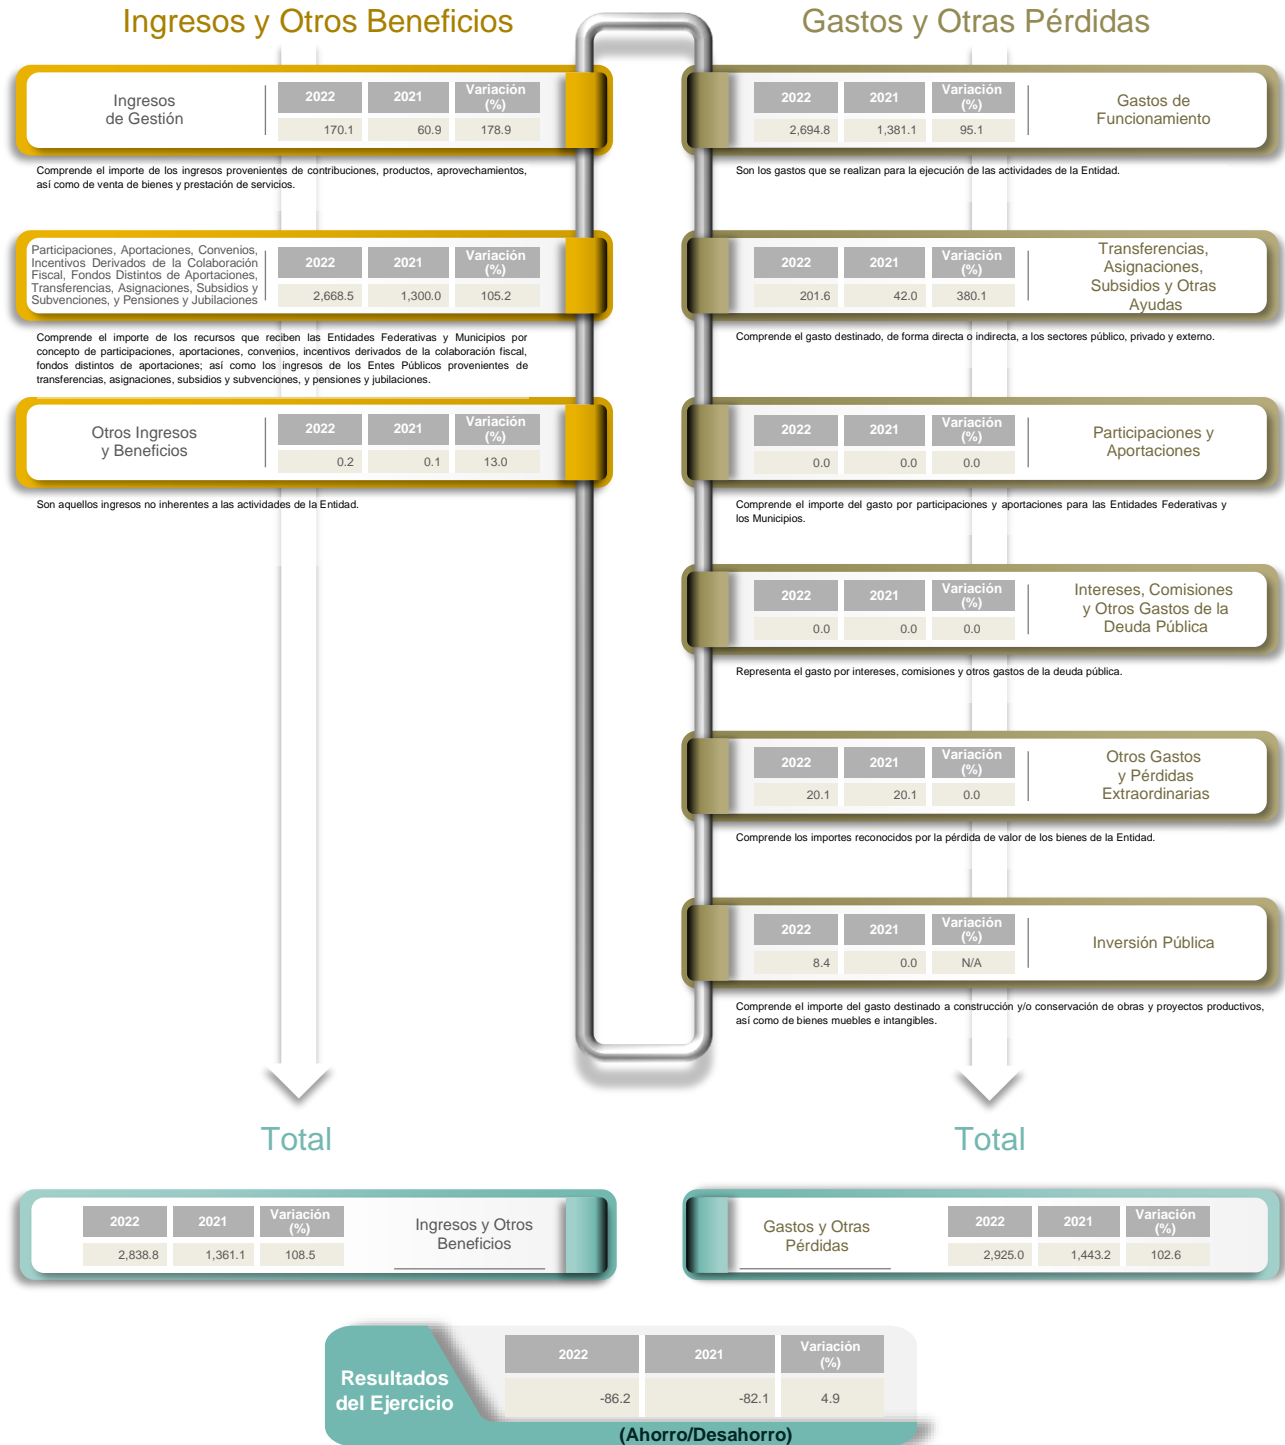 Ingresos y Otros Beneficios
Ingresos
de Gestión
2022 2021 Variación
(%)
170.1 60.9 178.9
Comprende el importe de los ingresos provenientes de contribuciones, productos, aprovechamientos,
así como de venta de bienes y prestación de servicios.
Participaciones, Aportaciones, Convenios,
Incentivos Derivados de la Colaboración
Fiscal, Fondos Distintos de Aportaciones,
Transferencias, Asignaciones, Subsidios y
Subvenciones, y Pensiones y Jubilaciones
2022 2021 Variación
(%)
2,668.5 1,300.0 105.2
Comprende el importe de los recursos que reciben las Entidades Federativas y Municipios por
concepto de participaciones, aportaciones, convenios, incentivos derivados de la colaboración fiscal,
fondos distintos de aportaciones; así como los ingresos de los Entes Públicos provenientes de
transferencias, asignaciones, subsidios y subvenciones, y pensiones y jubilaciones.
Otros Ingresos
y Beneficios
2022 2021 Variación
(%)
0.2 0.1 13.0
Son aquellos ingresos no inherentes a las actividades de la Entidad.
Gastos y Otras Pérdidas
2022 2021 Variación
(%)
2,694.8 1,381.1 95.1
Gastos de
Funcionamiento
Son los gastos que se realizan para la ejecución de las actividades de la Entidad.
2022 2021 Variación
(%)
201.6 42.0 380.1
Transferencias,
Asignaciones,
Subsidios y Otras
Ayudas
Comprende el gasto destinado, de forma directa o indirecta, a los sectores público, privado y externo.
2022 2021 Variación
(%)
0.0 0.0 0.0
Participaciones y
Aportaciones
Comprende el importe del gasto por participaciones y aportaciones para las Entidades Federativas y
los Municipios.
2022 2021 Variación
(%)
0.0 0.0 0.0
Intereses, Comisiones
y Otros Gastos de la
Deuda Pública
Representa el gasto por intereses, comisiones y otros gastos de la deuda pública.
2022 2021 Variación
(%)
20.1 20.1 0.0
Otros Gastos
y Pérdidas
Extraordinarias
Comprende los importes reconocidos por la pérdida de valor de los bienes de la Entidad.
2022 2021 Variación
(%)
8.4 0.0 N/A
Inversión Pública
Comprende el importe del gasto destinado a construcción y/o conservación de obras y proyectos productivos,
así como de bienes muebles e intangibles.
Total
2022 2021 Variación
(%)
2,838.8 1,361.1 108.5
Ingresos y Otros
Beneficios
Total
Gastos y Otras
Pérdidas
2022 2021 Variación
(%)
2,925.0 1,443.2 102.6
Resultados
del Ejercicio
2022 2021 Variación
(%)
-86.2 -82.1 4.9
(Ahorro/Desahorro)